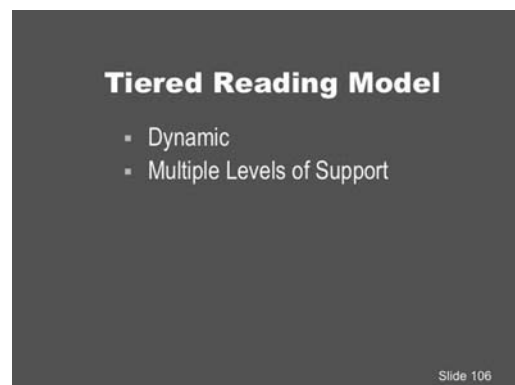 Tiered Reading Model
▪ Dynamic
▪ Multiple Levels of Support
Slide 106